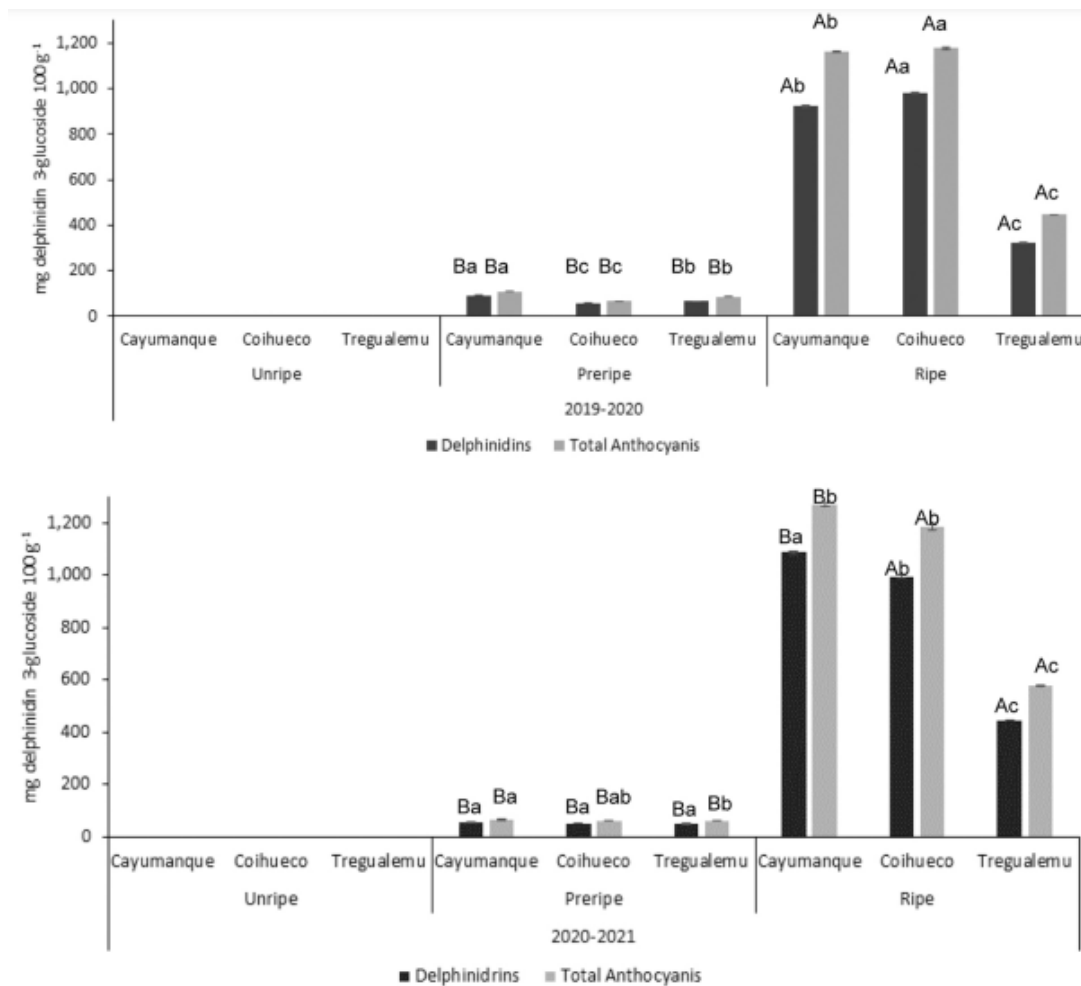 mg delphinidin 3-glucoside 100g⁻¹
1,200
1,000
800
600
400
200
0
Ba Ba
Bc Bc
Bb Bb
Ab Ab
Aa Aa
Ac Ac
Cayumanque Coihueco Tregualemu Cayumanque Coihueco Tregualemu Cayumanque Coihueco Tregualemu
Unripe Preripe Ripe
2019-2020
Delphinidins Total Anthocyanis
mg delphinidin 3-glucoside 100g⁻¹
1,200
1,000
800
600
400
200
0
Ba Ba
Ba Bab
Ba Bb
Ba Bb
Ab Ab
Ac Ac
Cayumanque Coihueco Tregualemu Cayumanque Coihueco Tregualemu Cayumanque Coihueco Tregualemu
Unripe Preripe Ripe
2020-2021
Delphinidrins Total Anthocyanis